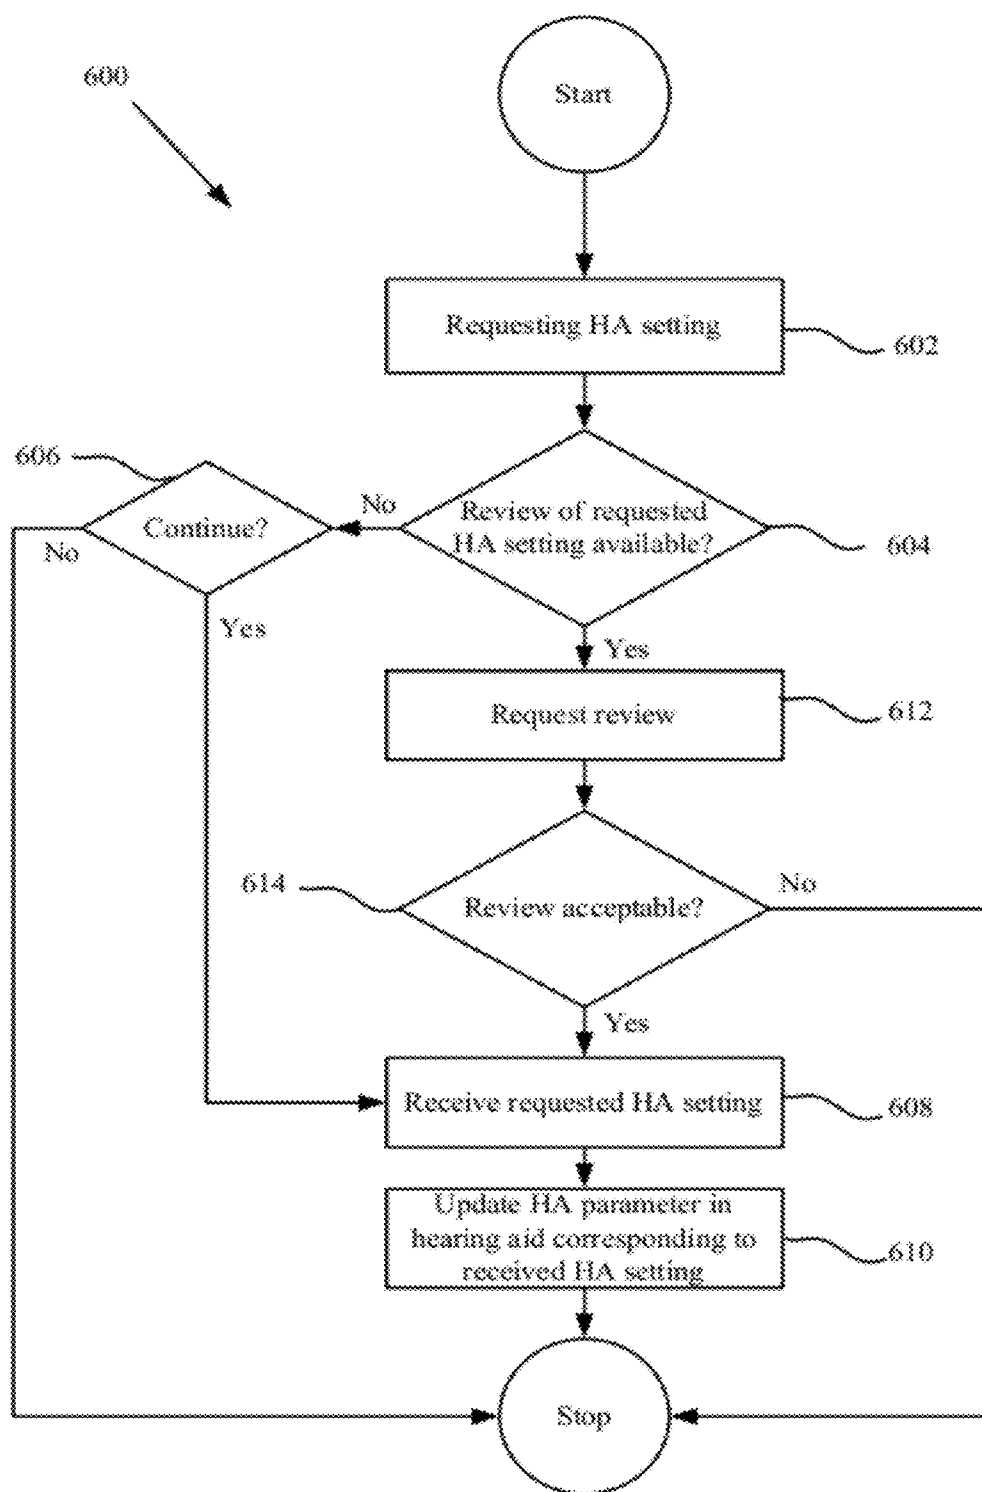 600
Start
Requesting HA setting
602
606
Continue?
No
No
Review of requested
HA setting available?
604
Yes
Yes
Request review
612
614
Review acceptable?
No
Yes
Receive requested HA setting
608
Update HA parameter in
hearing aid corresponding to
received HA setting
610
Stop